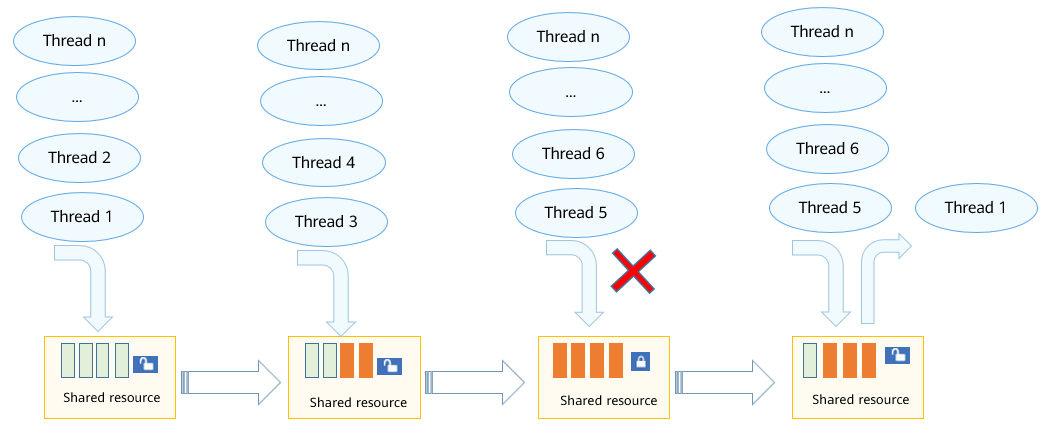 Thread n
...
Thread 2
Thread 1
Shared resource
Thread n
...
Thread 4
Thread 3
Shared resource
Thread n
...
Thread 6
Thread 5
Shared resource
Thread n
...
Thread 6
Thread 5
Thread 1
Shared resource